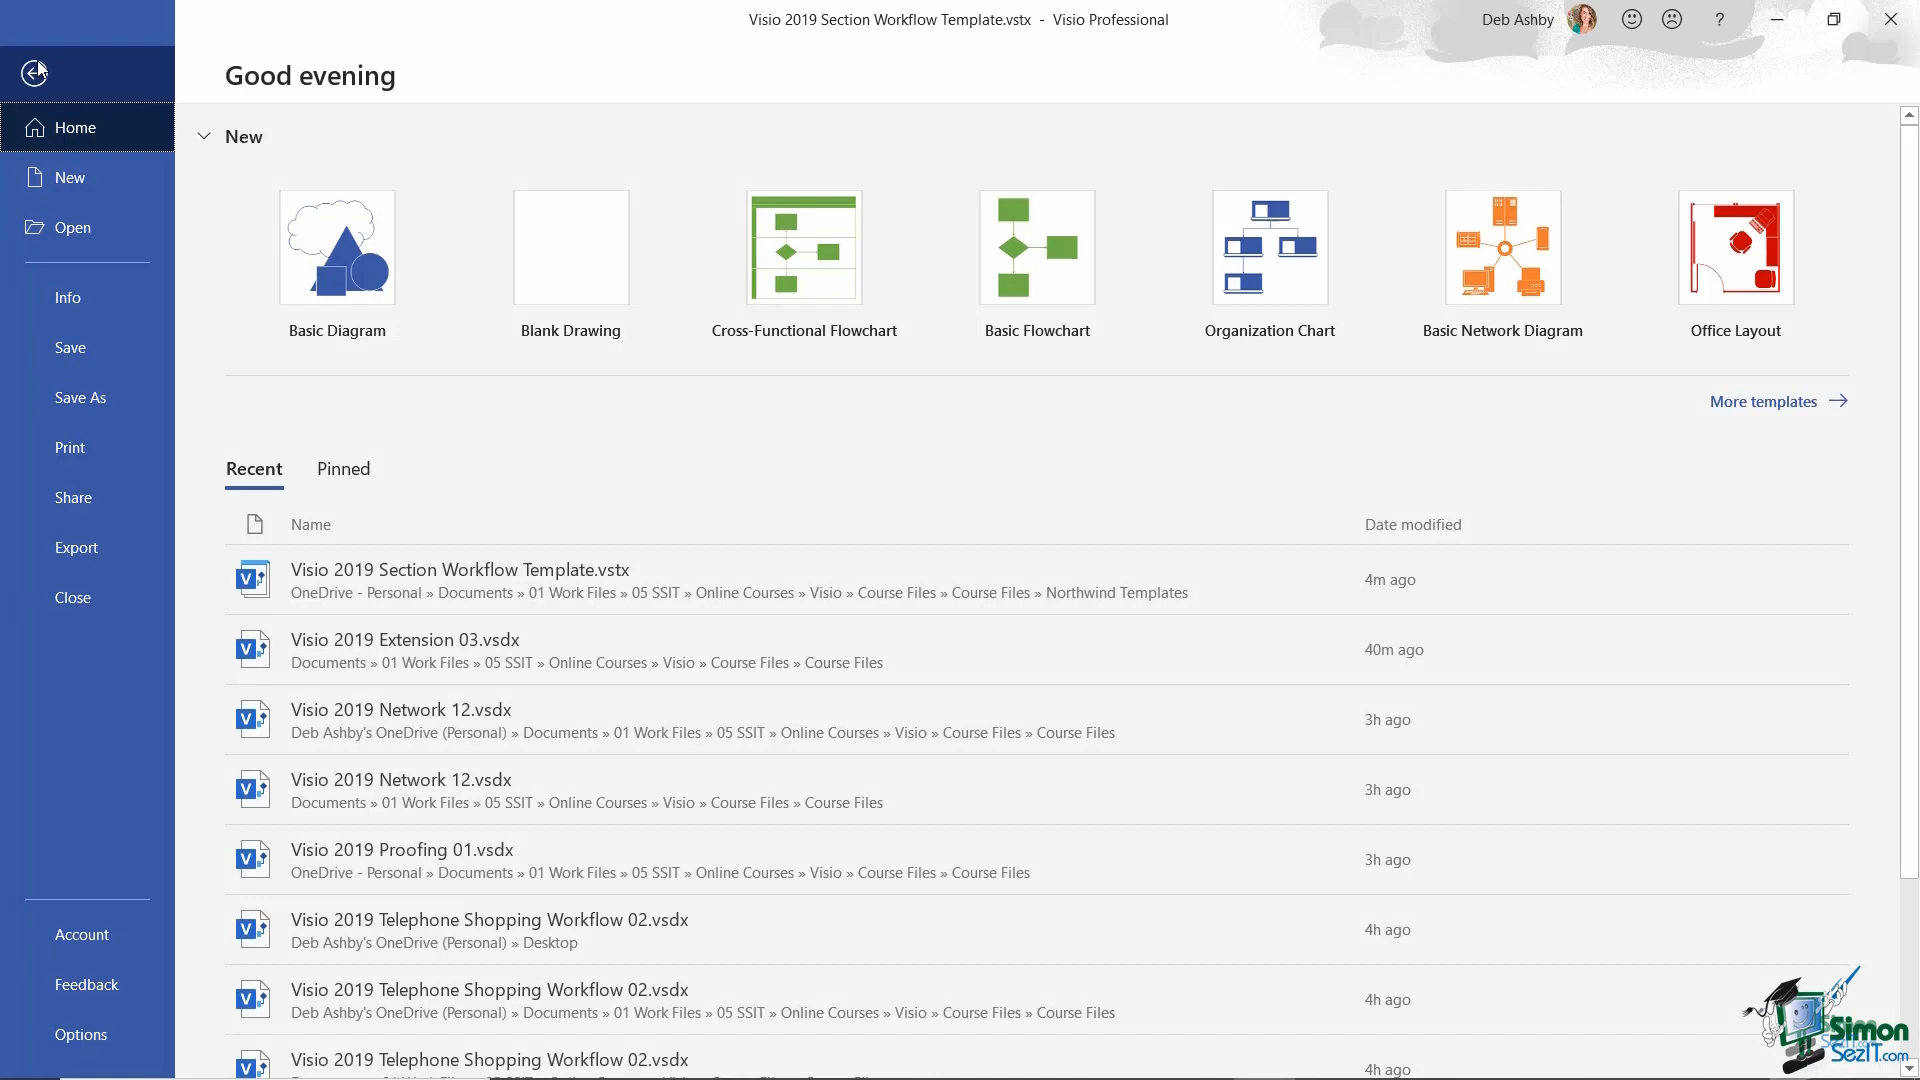 Visio 2019 Section Workflow Template.vstx - Visio Professional
Deb Ashby
?
Good evening
Home
New
Open
Info
Save
Save As
Print
Share
Export
Close
Account
Feedback
Options
New
Basic Diagram
Blank Drawing
Cross-Functional Flowchart
Basic Flowchart
Organization Chart
Basic Network Diagram
Office Layout
More templates
Recent
Pinned
Name
Date modified
Visio 2019 Section Workflow Template.vstx
OneDrive - Personal » Documents » 01 Work Files » 05 SSIT » Online Courses » Visio » Course Files » Course Files » Northwind Templates
4m ago
Visio 2019 Extension 03.vsdx
Documents » 01 Work Files » 05 SSIT » Online Courses » Visio » Course Files » Course Files
40m ago
Visio 2019 Network 12.vsdx
Deb Ashby's OneDrive (Personal) » Documents » 01 Work Files » 05 SSIT » Online Courses » Visio » Course Files » Course Files
3h ago
Visio 2019 Network 12.vsdx
Documents » 01 Work Files » 05 SSIT » Online Courses » Visio » Course Files » Course Files
3h ago
Visio 2019 Proofing 01.vsdx
OneDrive - Personal » Documents » 01 Work Files » 05 SSIT » Online Courses » Visio » Course Files » Course Files
3h ago
Visio 2019 Telephone Shopping Workflow 02.vsdx
Deb Ashby's OneDrive (Personal) » Desktop
4h ago
Visio 2019 Telephone Shopping Workflow 02.vsdx
Deb Ashby's OneDrive (Personal) » Documents » 01 Work Files » 05 SSIT » Online Courses » Visio » Course Files » Course Files
4h ago
Visio 2019 Telephone Shopping Workflow 02.vsdx
4h ago
Simon
SezIT.com